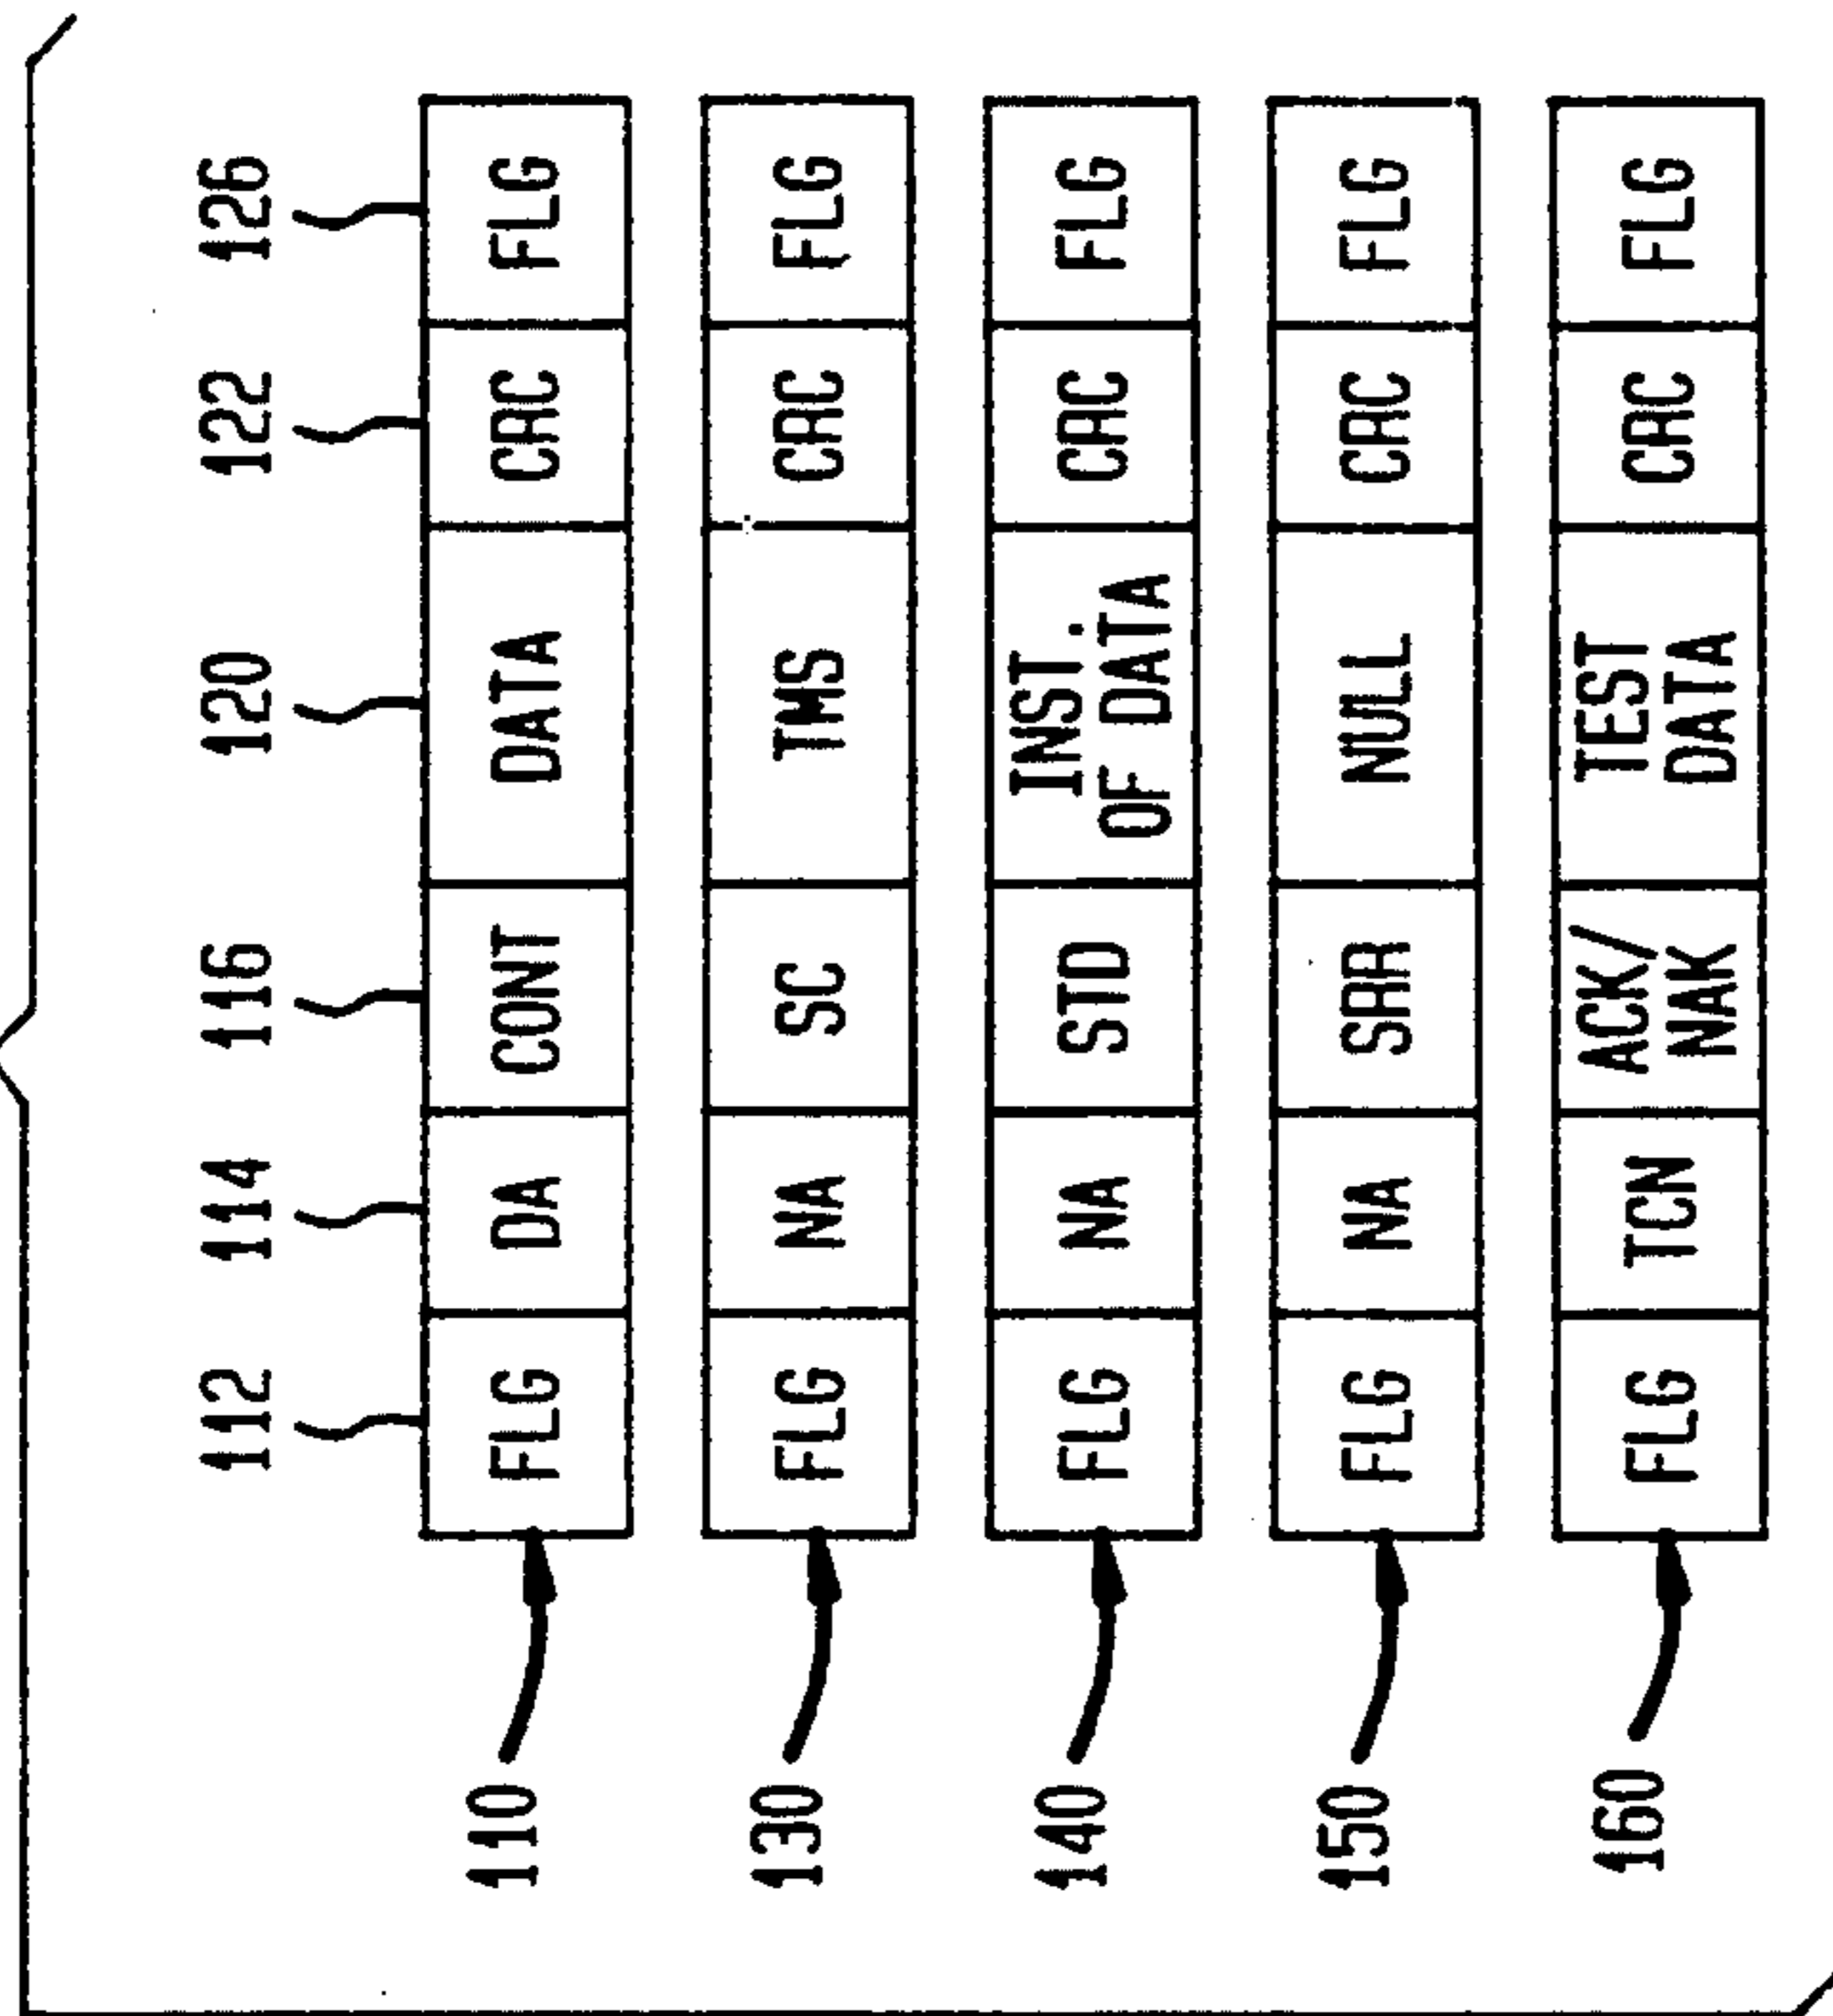 112 114 116 120 122 126
110 FLG DA CONT DATA CRC FLG
130 FLG NA SC TMS CRC FLG
140 FLG NA STD INST. OF DATA CRC FLG
150 FLG NA SRR NULL CRC FLG
160 FLG TCN ACK/ NAK TEST DATA CRC FLG